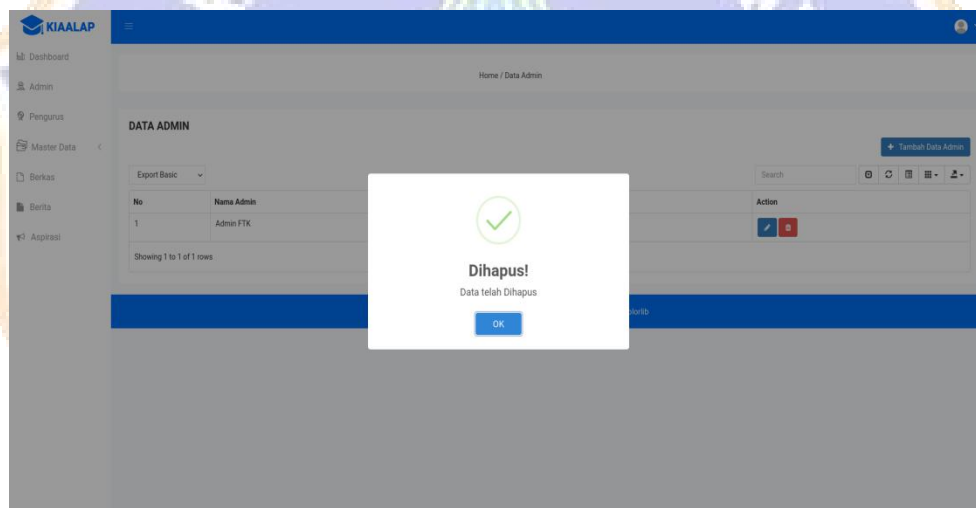 KIAALAP
Dashboard
Home / Data Admin
Admin
Pengurus
DATA ADMIN
Master Data
+ Tambah Data Admin
Berkas
Export Basic
Search
Berita
No
Nama Admin
Action
1
Admin FTK
Aspirasi
Showing 1 to 1 of 1 rows
Dihapus!
Data telah Dihapus
OK